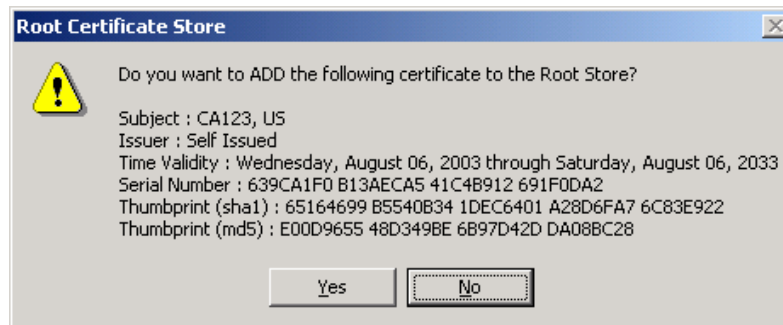 Root Certificate Store
Do you want to ADD the following certificate to the Root Store?
Subject : CA123, US
Issuer : Self Issued
Time Validity : Wednesday, August 06, 2003 through Saturday, August 06, 2033
Serial Number : 639CA1F0 B13AECA5 41C4B912 691F0DA2
Thumbprint (sha1) : 65164699 B5540B34 1DEC6401 A28D6FA7 6C83E922
Thumbprint (md5) : E00D9655 48D349BE 6B97D42D DA08BC28
Yes No